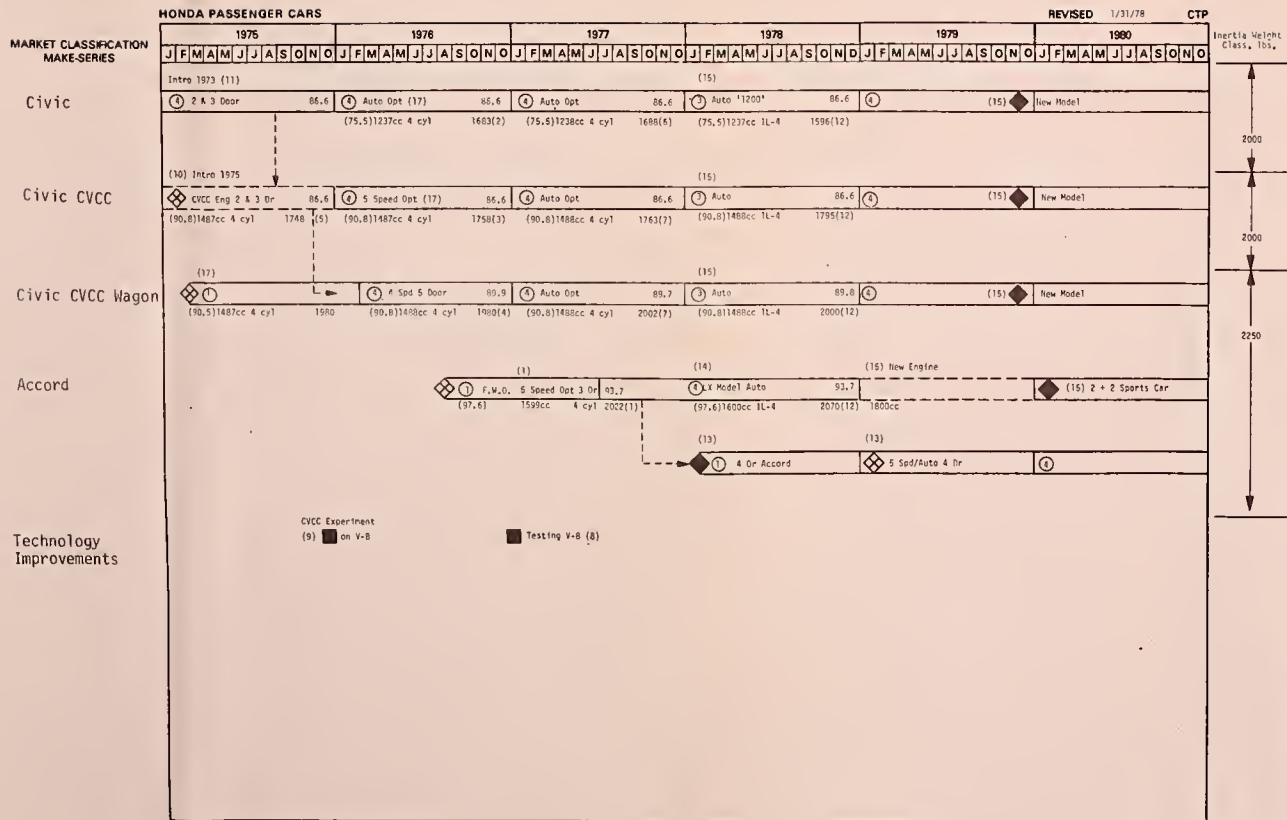 HONDA PASSENGER CARS REVISED 1/31/78 CTP
MARKET CLASSIFICATION
MAKE-SERIES
1975 1976 1977 1978 1979 1980
Inertia Weight
Class, lbs.
J F M A M J J A S O N O J F M A M J J A S O N O J F M A M J J A S O N O J F M A M J J A S O N D J F M A M J J A S O N O J F M A M J J A S O N O
Intro 1973 (11) (15)
Civic
4 2 & 3 Door 86.6 4 Auto Opt (17) 86.6 4 Auto Opt 86.6 3 Auto '1200' 86.6 4 (15) New Model
(75.5)1237cc 4 cyl 1683(2) (75.5)1238cc 4 cyl 1688(6) (75.5)1237cc 1L-4 1596(12)
2000
(10) Intro 1975 (15)
Civic CVCC
CVCC Eng 2 & 3 Dr 86.6 4 5 Speed Opt (17) 86.6 4 Auto Opt 86.6 3 Auto 86.6 4 (15) New Model
(90.8)1487cc 4 cyl 1748 (5) (90.8)1487cc 4 cyl 1758(3) (90.8)1488cc 4 cyl 1763(7) (90.8)1488cc 1L-4 1795(12)
2000
(17) (15)
Civic CVCC Wagon
1 4 4 Spd 5 Door 89.9 4 Auto Opt 89.7 3 Auto 89.8 4 (15) New Model
(90.5)1487cc 4 cyl 1980 (90.8)1488cc 4 cyl 1980(4) (90.8)1488cc 4 cyl 2002(7) (90.8)1488cc 1L-4 2000(12)
2250
(1) (14) (15) New Engine
Accord
1 F.W.O. 5 Speed Opt 3 Dr 93.7 4 LX Model Auto 93.7 (15) 2 + 2 Sports Car
(97.6) 1599cc 4 cyl 2022(1) (97.6)1600cc 1L-4 2070(12) 1800cc
(13) (13)
1 4 Dr Accord 5 Spd/Auto 4 Dr 4
CVCC Experiment
(9) on V-8 Testing V-8 (8)
Technology
Improvements